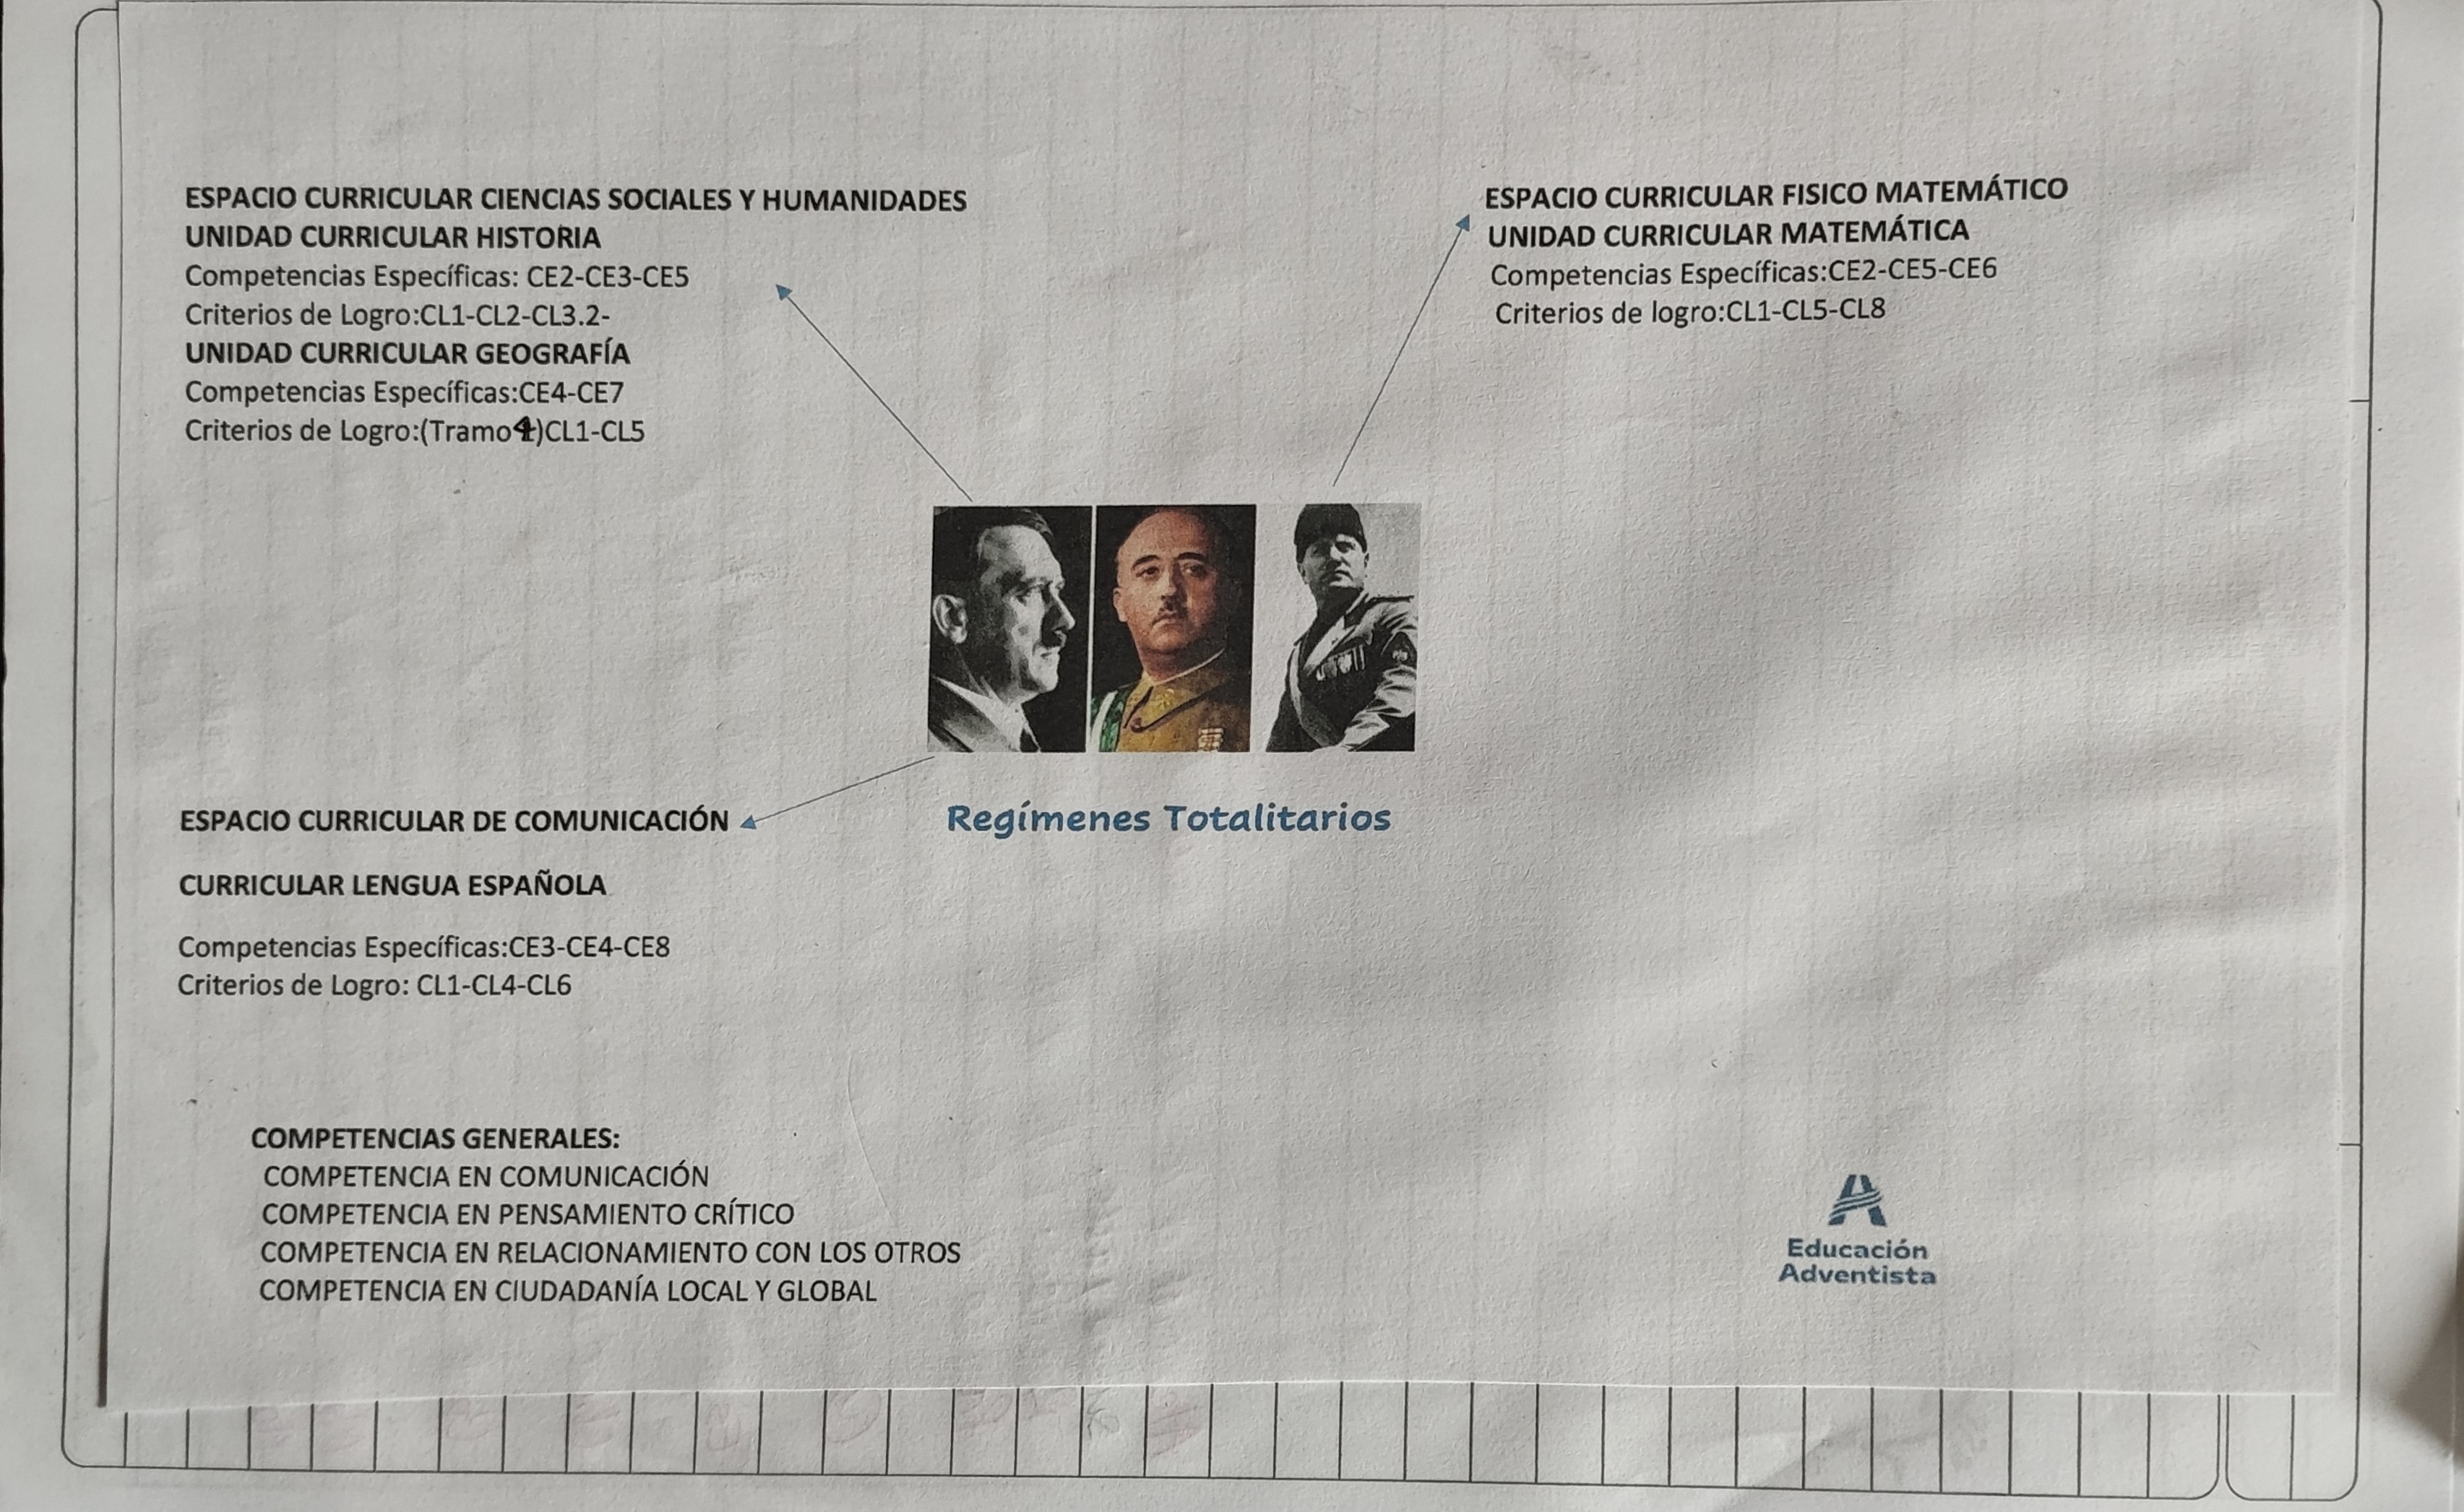 ESPACIO CURRICULAR CIENCIAS SOCIALES Y HUMANIDADES
UNIDAD CURRICULAR HISTORIA
Competencias Específicas: CE2-CE3-CE5
Criterios de Logro:CL1-CL2-CL3.2-
UNIDAD CURRICULAR GEOGRAFÍA
Competencias Específicas:CE4-CE7
Criterios de Logro:(Tramo4)CL1-CL5
ESPACIO CURRICULAR FISICO MATEMÁTICO
UNIDAD CURRICULAR MATEMÁTICA
Competencias Específicas:CE2-CE5-CE6
Criterios de logro:CL1-CL5-CL8
Regímenes Totalitarios
ESPACIO CURRICULAR DE COMUNICACIÓN
CURRICULAR LENGUA ESPAÑOLA
Competencias Específicas:CE3-CE4-CE8
Criterios de Logro: CL1-CL4-CL6
COMPETENCIAS GENERALES:
COMPETENCIA EN COMUNICACIÓN
COMPETENCIA EN PENSAMIENTO CRÍTICO
COMPETENCIA EN RELACIONAMIENTO CON LOS OTROS
COMPETENCIA EN CIUDADANÍA LOCAL Y GLOBAL
Educación
Adventista